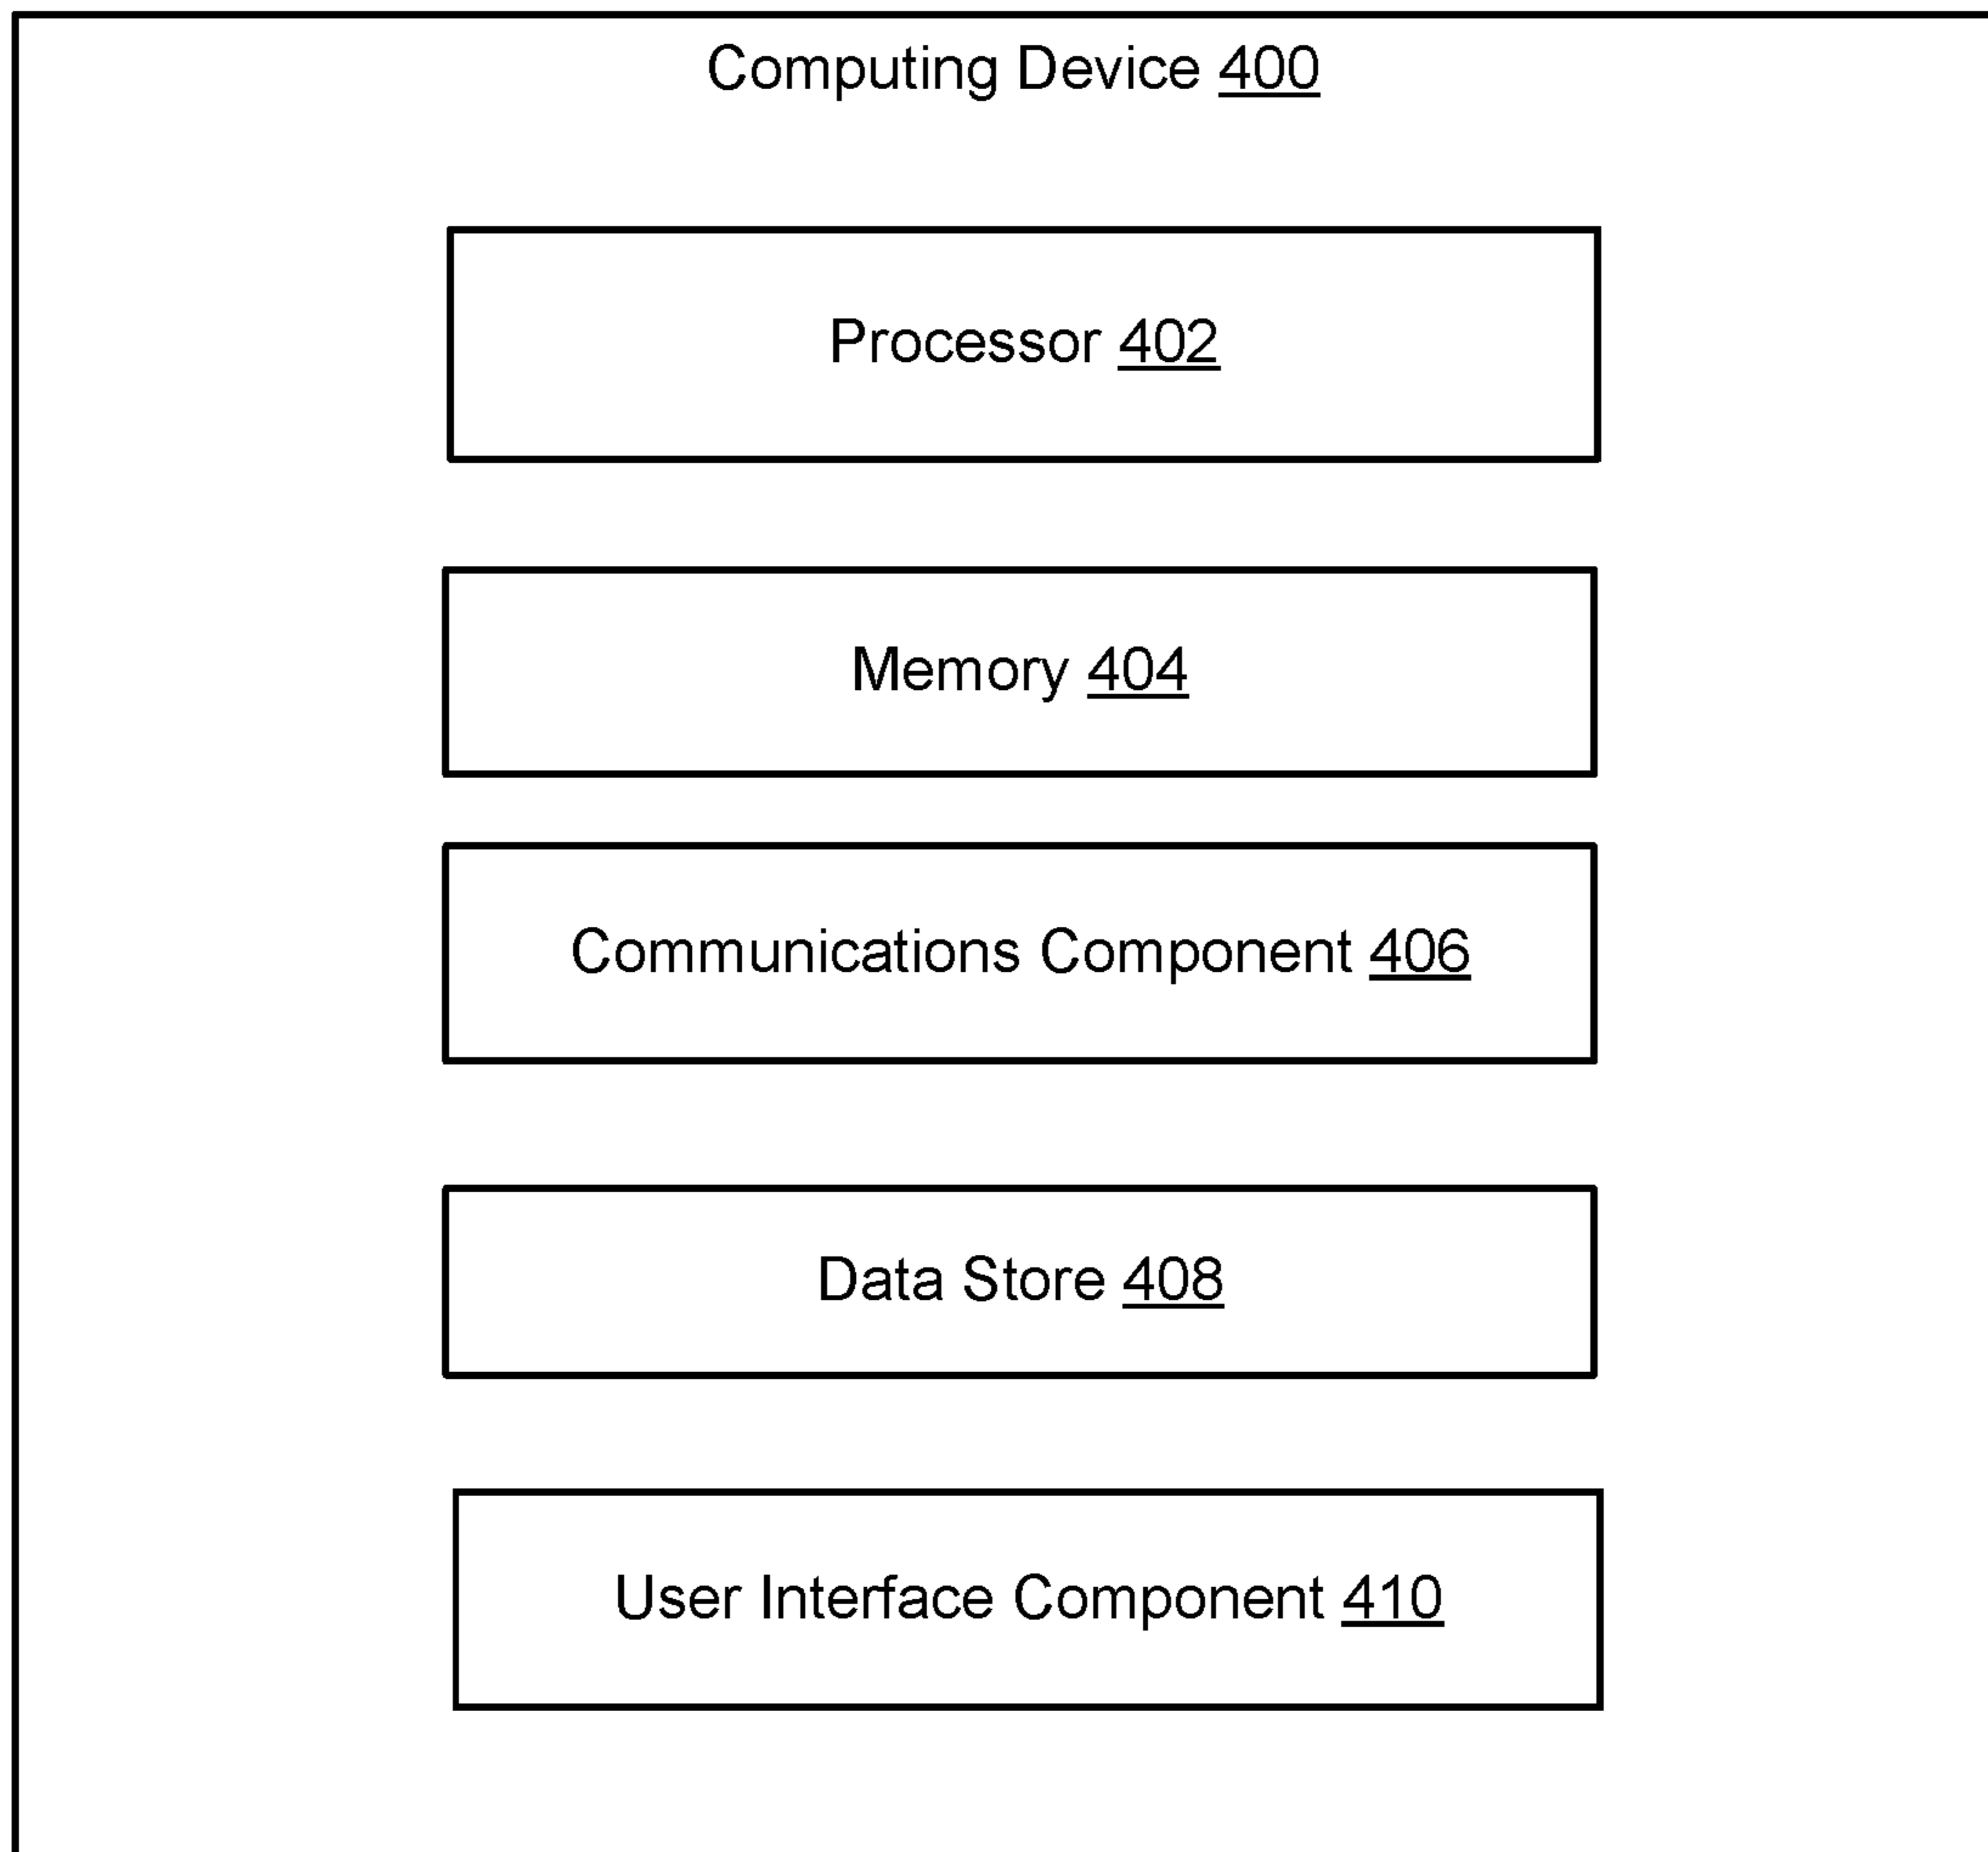 Computing Device 400
Processor 402
Memory 404
Communications Component 406
Data Store 408
User Interface Component 410